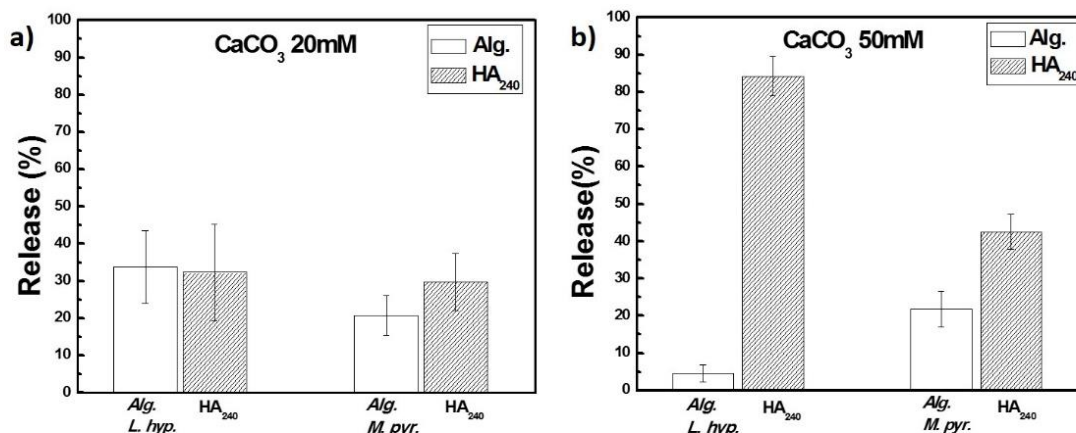 a)
CaCO₃ 20mM
Alg.
HA₂₄₀
Release (%)
100
90
80
70
60
50
40
30
20
10
0
Alg. HA₂₄₀ Alg. HA₂₄₀
L. hyp. M. pyr.
b)
CaCO₃ 50mM
Alg.
HA₂₄₀
Release(%)
100
90
80
70
60
50
40
30
20
10
0
Alg. HA₂₄₀ Alg. HA₂₄₀
L. hyp. M. pyr.